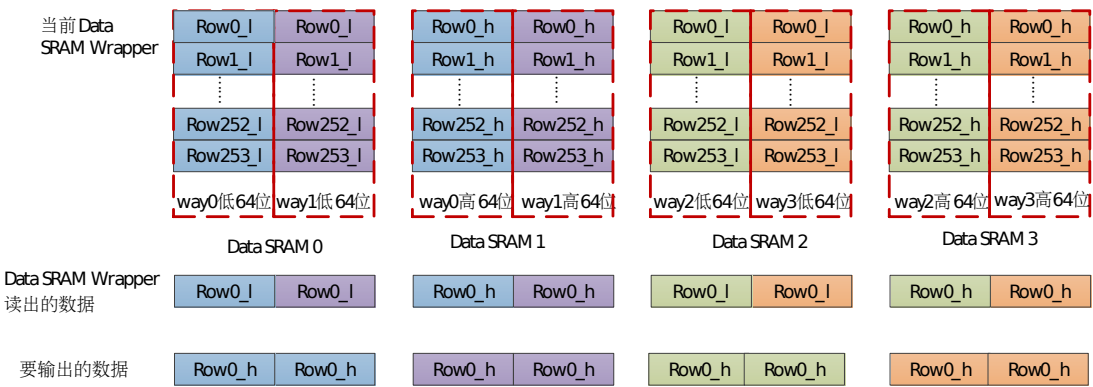 当前Data SRAM Wrapper
Row0_l Row0_l Row0_h Row0_h Row0_l Row0_l Row0_h Row0_h
Row1_l Row1_l Row1_h Row1_h Row1_l Row1_l Row1_h Row1_h
Row252_l Row252_l Row252_h Row252_h Row252_l Row252_l Row252_h Row252_h
Row253_l Row253_l Row253_h Row253_h Row253_l Row253_l Row253_h Row253_h
way0低64位 way1低64位 way0高64位 way1高64位 way2低64位 way3低64位 way2高64位 way3高64位
Data SRAM 0 Data SRAM 1 Data SRAM 2 Data SRAM 3
Data SRAM Wrapper
读出的数据
Row0_l Row0_l Row0_h Row0_h Row0_l Row0_l Row0_h Row0_h
要输出的数据
Row0_h Row0_h Row0_h Row0_h Row0_h Row0_h Row0_h Row0_h